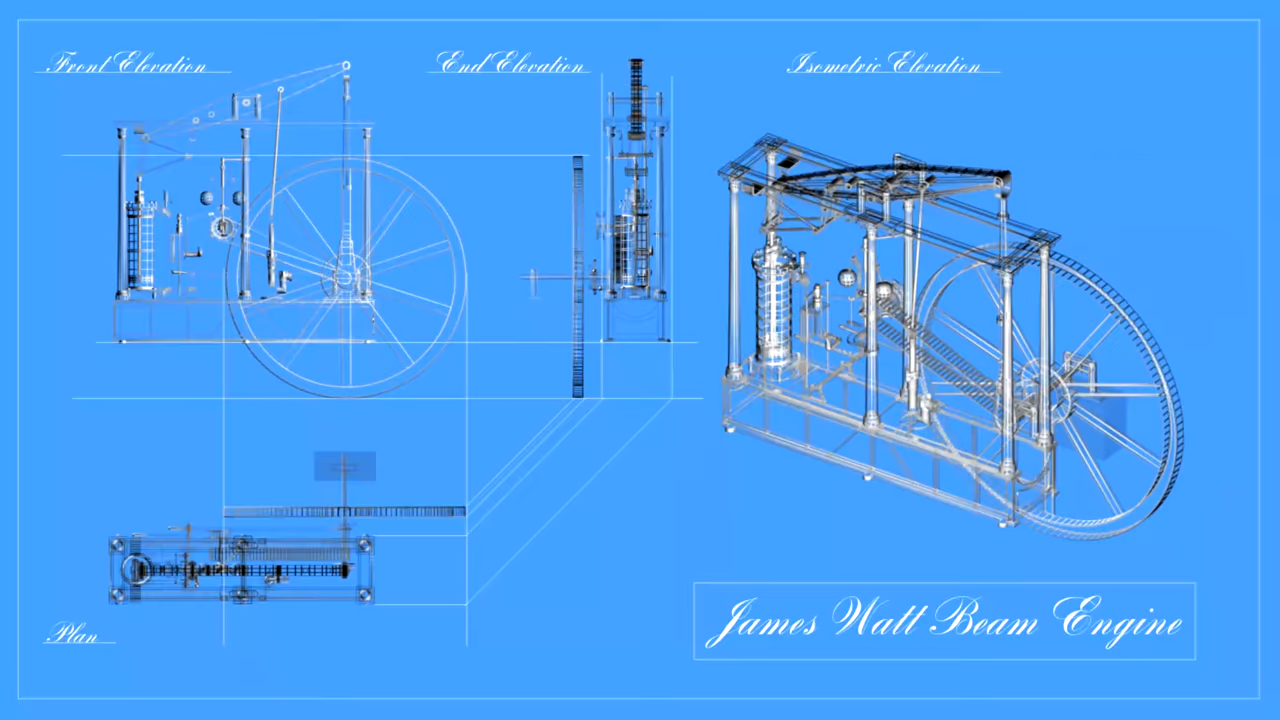 Front Elevation
End Elevation
Isometric Elevation
Plan
James Watt Beam Engine